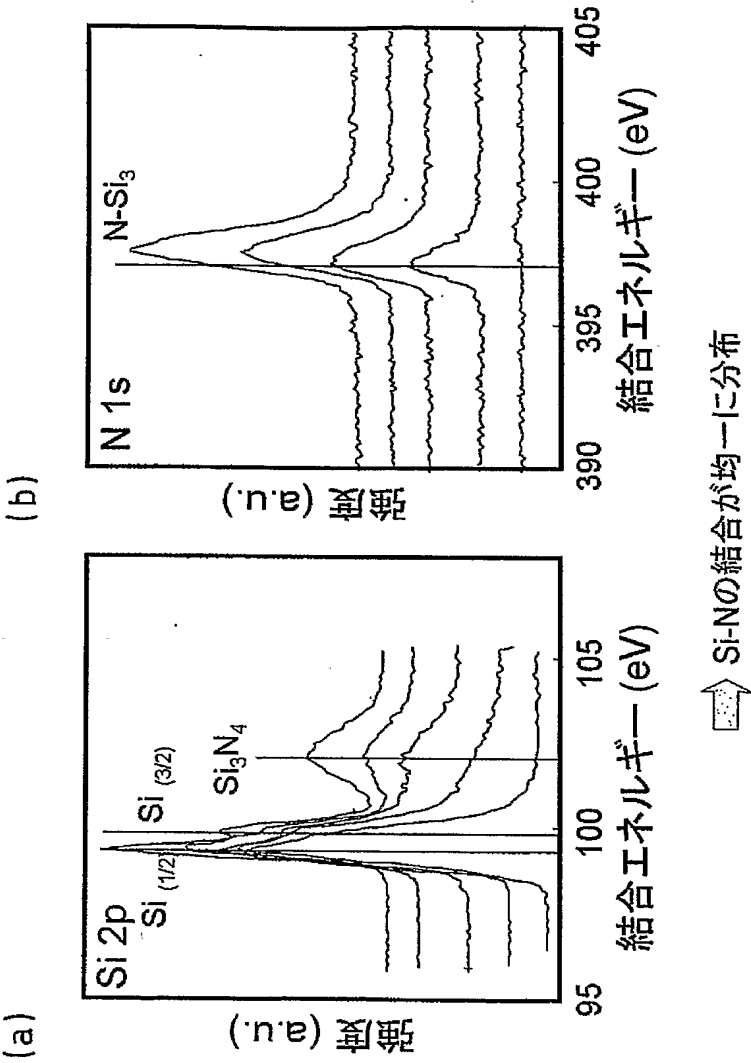 (a)
Si 2p
Si (1/2)
Si (3/2)
Si3N4
強度 (a.u.)
95
100
105
結合エネルギー (eV)
(b)
N 1s
N-Si3
強度 (a.u.)
390
395
400
405
結合エネルギー (eV)
⇨ Si-Nの結合が均一に分布